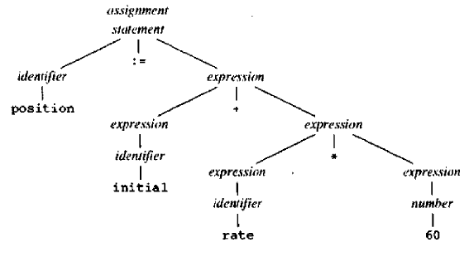 assignment
statement
:=
identifier expression
position +
expression expression
identifier *
initial expression expression
identifier number
rate 60